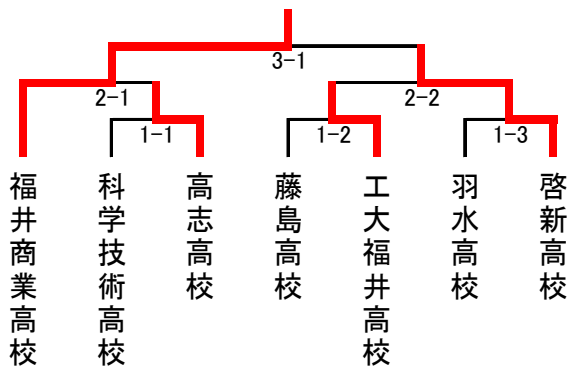 3-1
2-1
2-2
1-1
1-2
1-3
福井商業高校
科学技術高校
高志高校
藤島高校
工大福井高校
羽水高校
啓新高校